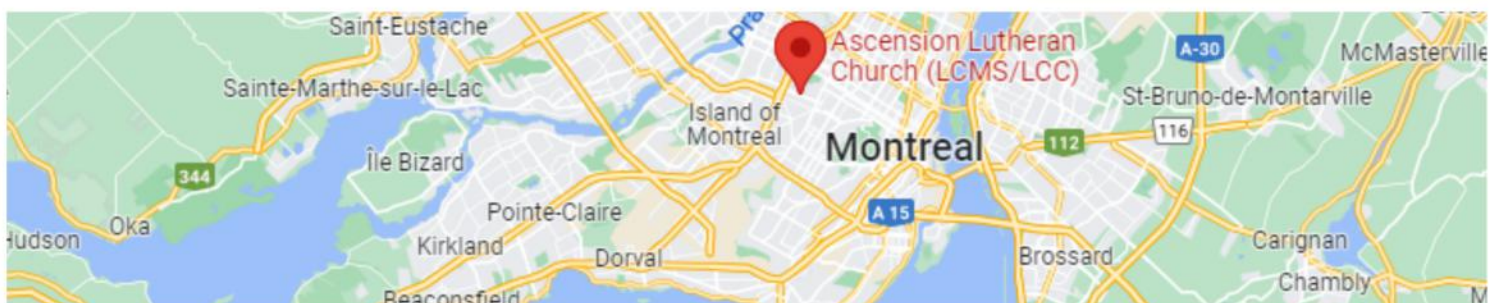 Saint-Eustache
Ascension Lutheran
Church (LCMS/LCC)
A-30
McMasterville
Sainte-Marthe-sur-le-Lac
St-Bruno-de-Montarville
Island of
Montreal
116
Montreal
112
Île Bizard
344
Pointe-Claire
A 15
Oka
Hudson
Kirkland
Dorval
Brossard
Carignan
Chambly
Beaconsfield